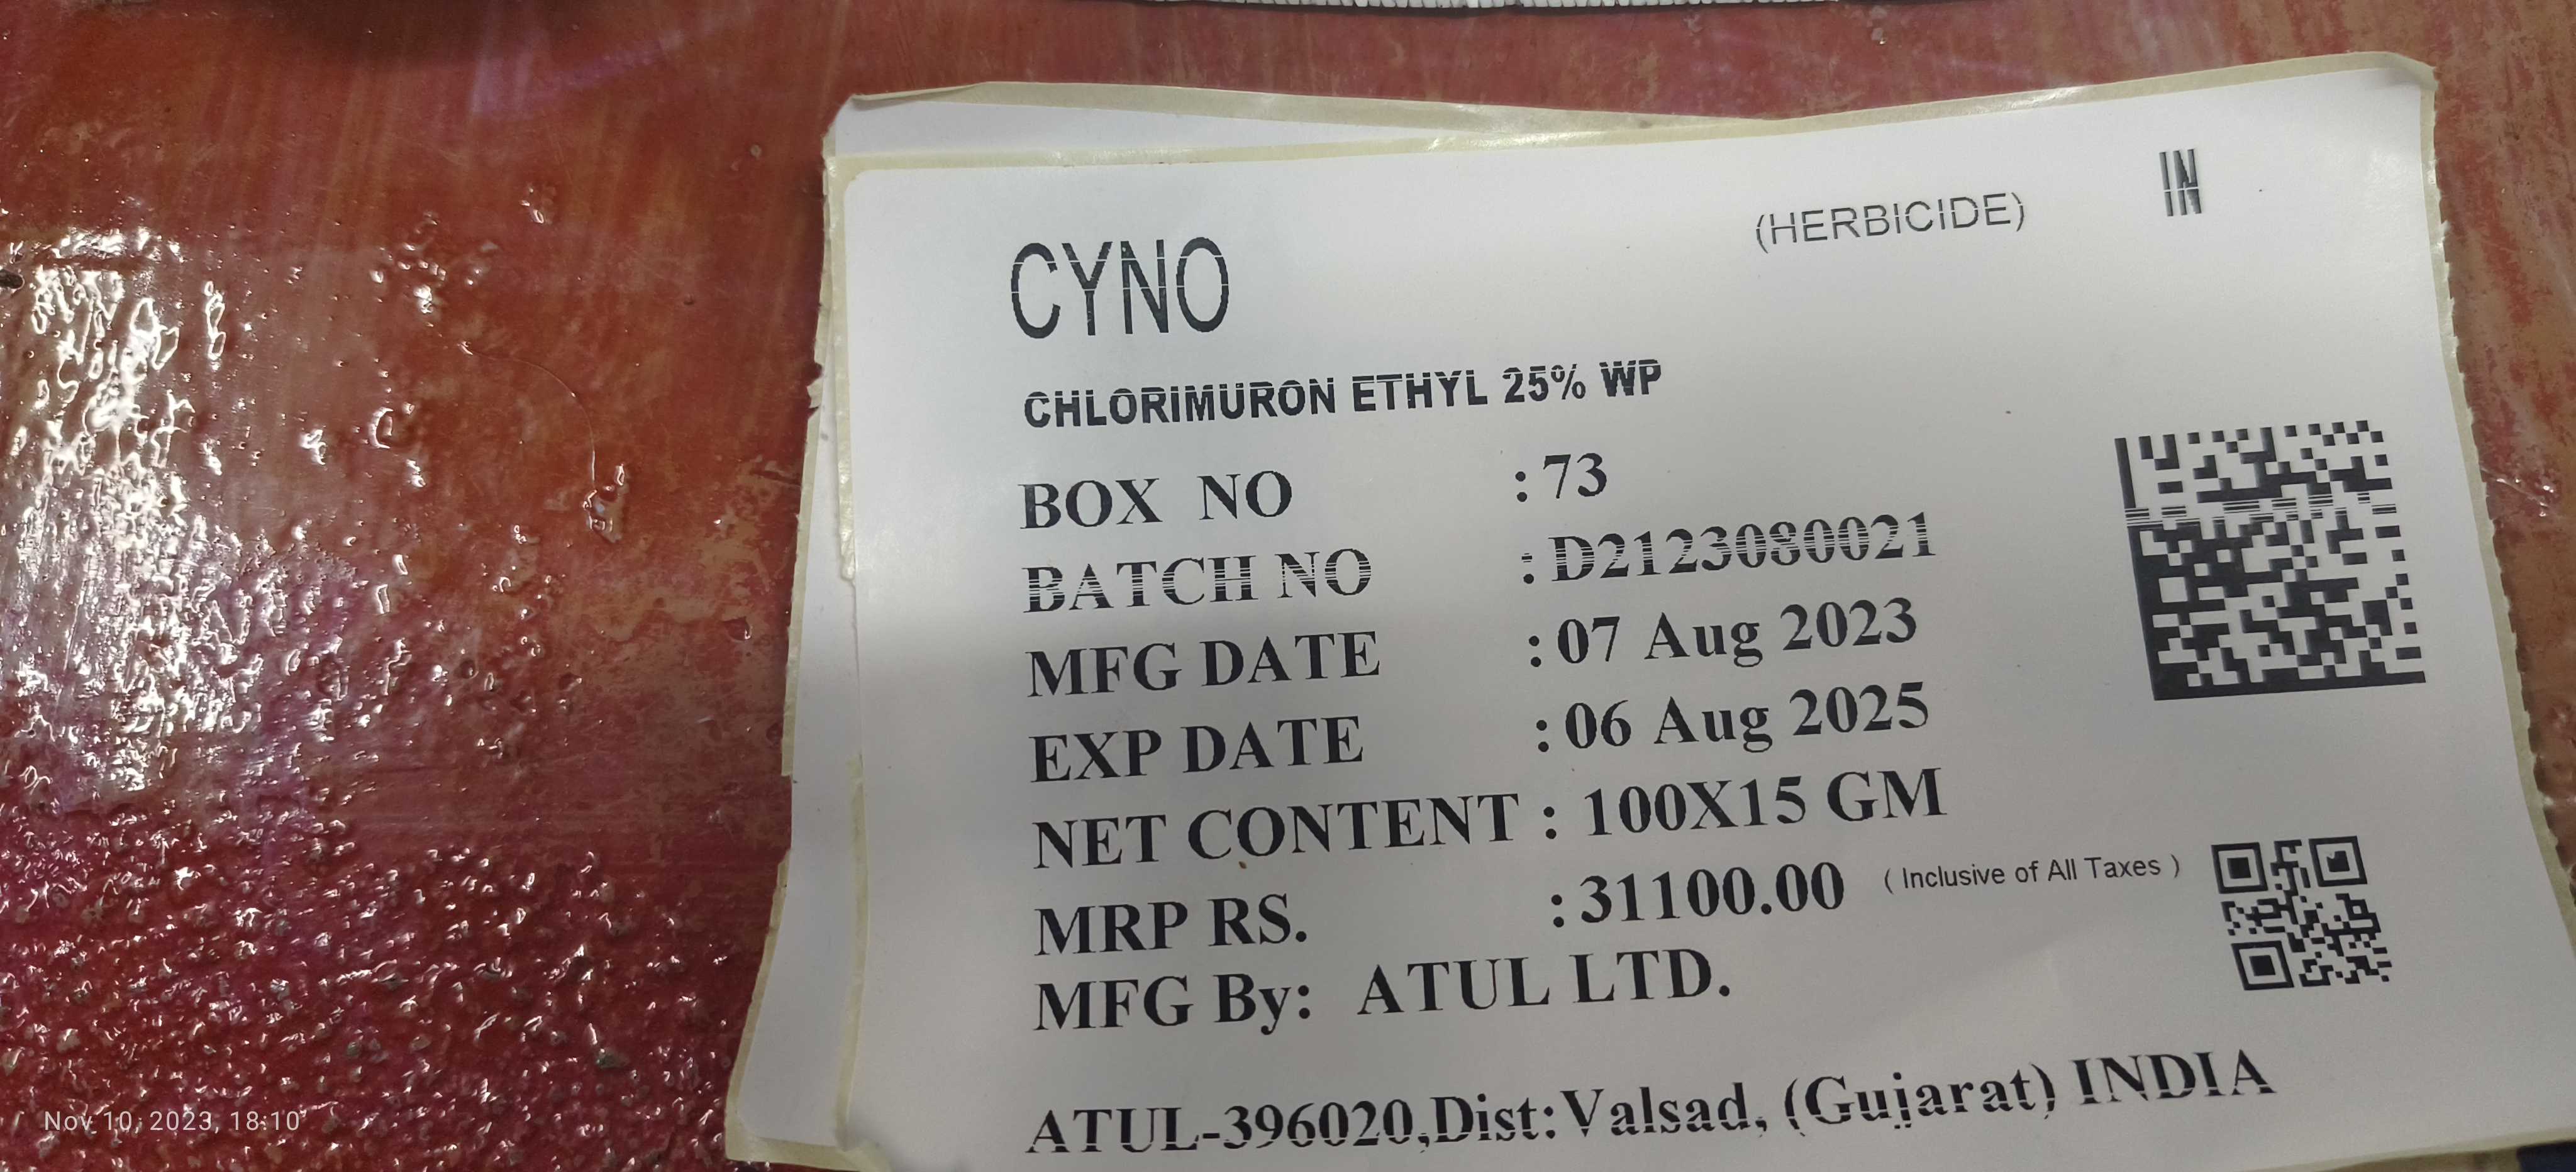 (HERBICIDE) IN
CYNO
CHLORIMURON ETHYL 25% WP
BOX NO : 73
BATCH NO : D2123080021
MFG DATE : 07 Aug 2023
EXP DATE : 06 Aug 2025
NET CONTENT : 100X15 GM
MRP RS. : 31100.00 ( Inclusive of All Taxes )
MFG By: ATUL LTD.
ATUL-396020,Dist:Valsad, (Gujarat) INDIA
Nov 10, 2023, 18:10